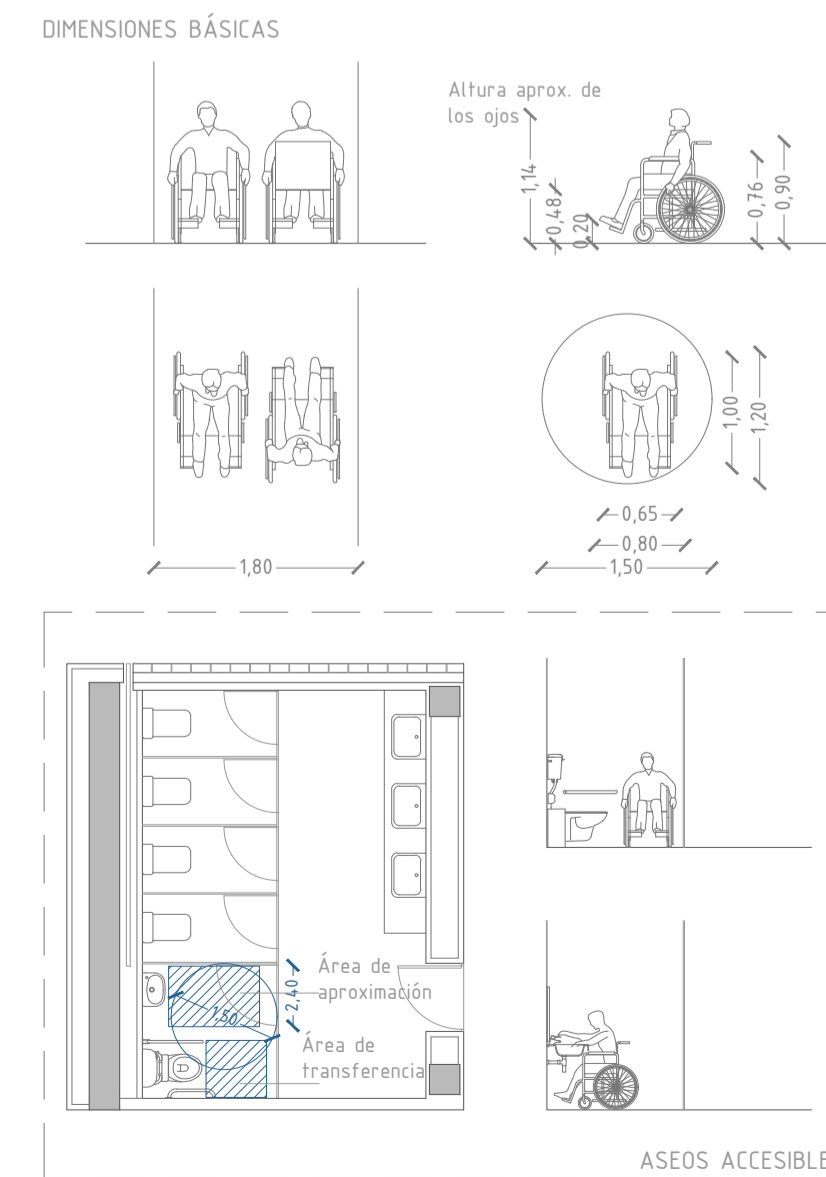 DIMENSIONES BÁSICAS
Altura aprox. de
los ojos
1,14
0,48
0,20
0,76
0,90
1,00
1,20
0,65
0,80
1,80
1,50
Área de
aproximación
2,40
1,50
Área de
transferencia
ASEOS ACCESIBLE